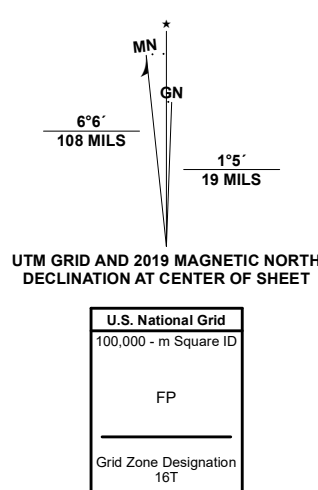 MN
GN
6°6´
108 MILS
1°5´
19 MILS
UTM GRID AND 2019 MAGNETIC NORTH
DECLINATION AT CENTER OF SHEET
U.S. National Grid
100,000 - m Square ID
FP
Grid Zone Designation
16T